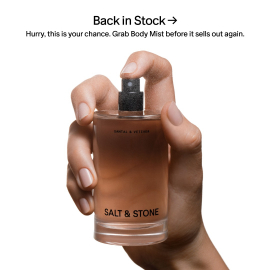 Back in Stock →
Hurry, this is your chance. Grab Body Mist before it sells out again.
SALT & STONE